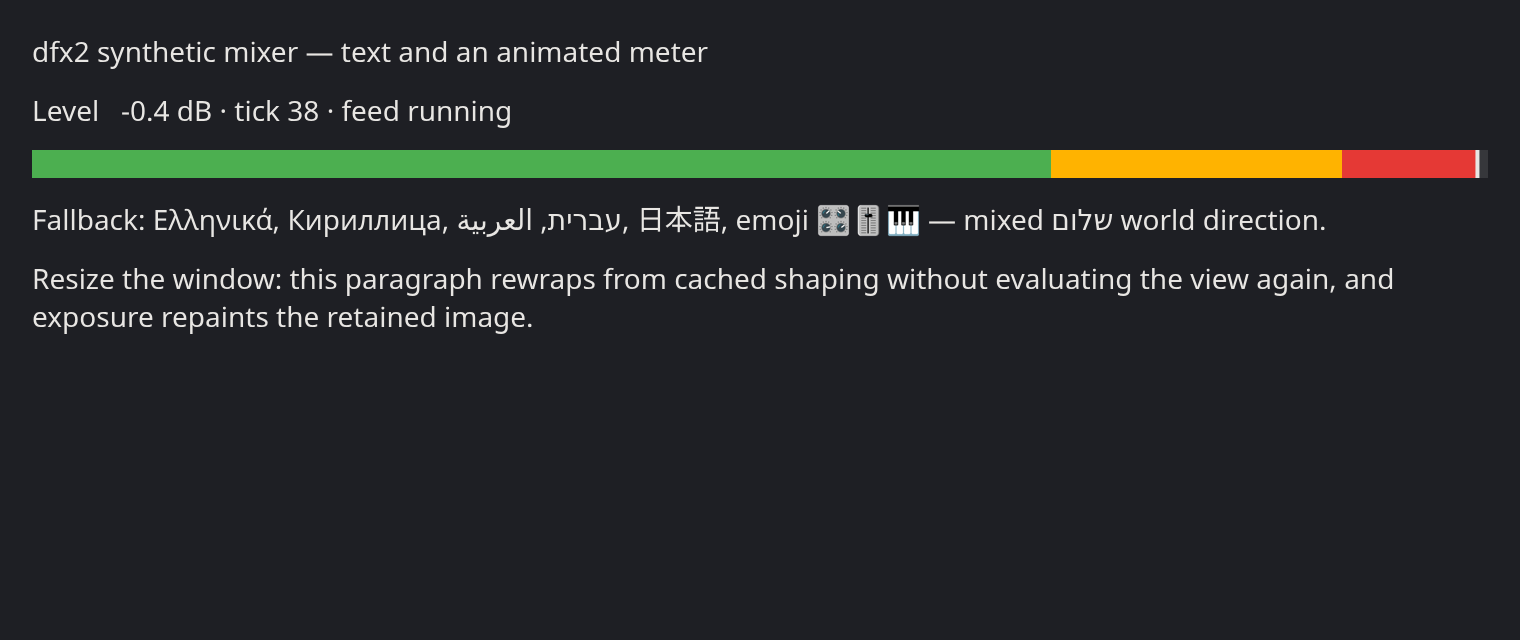 dfx2 synthetic mixer — text and an animated meter
Level -0.4 dB · tick 38 · feed running
Fallback: Ελληνικά, Кириллица, עברית, العربية, 日本語, emoji 🎛🎚🎹 — mixed שלום world direction.
Resize the window: this paragraph rewraps from cached shaping without evaluating the view again, and
exposure repaints the retained image.